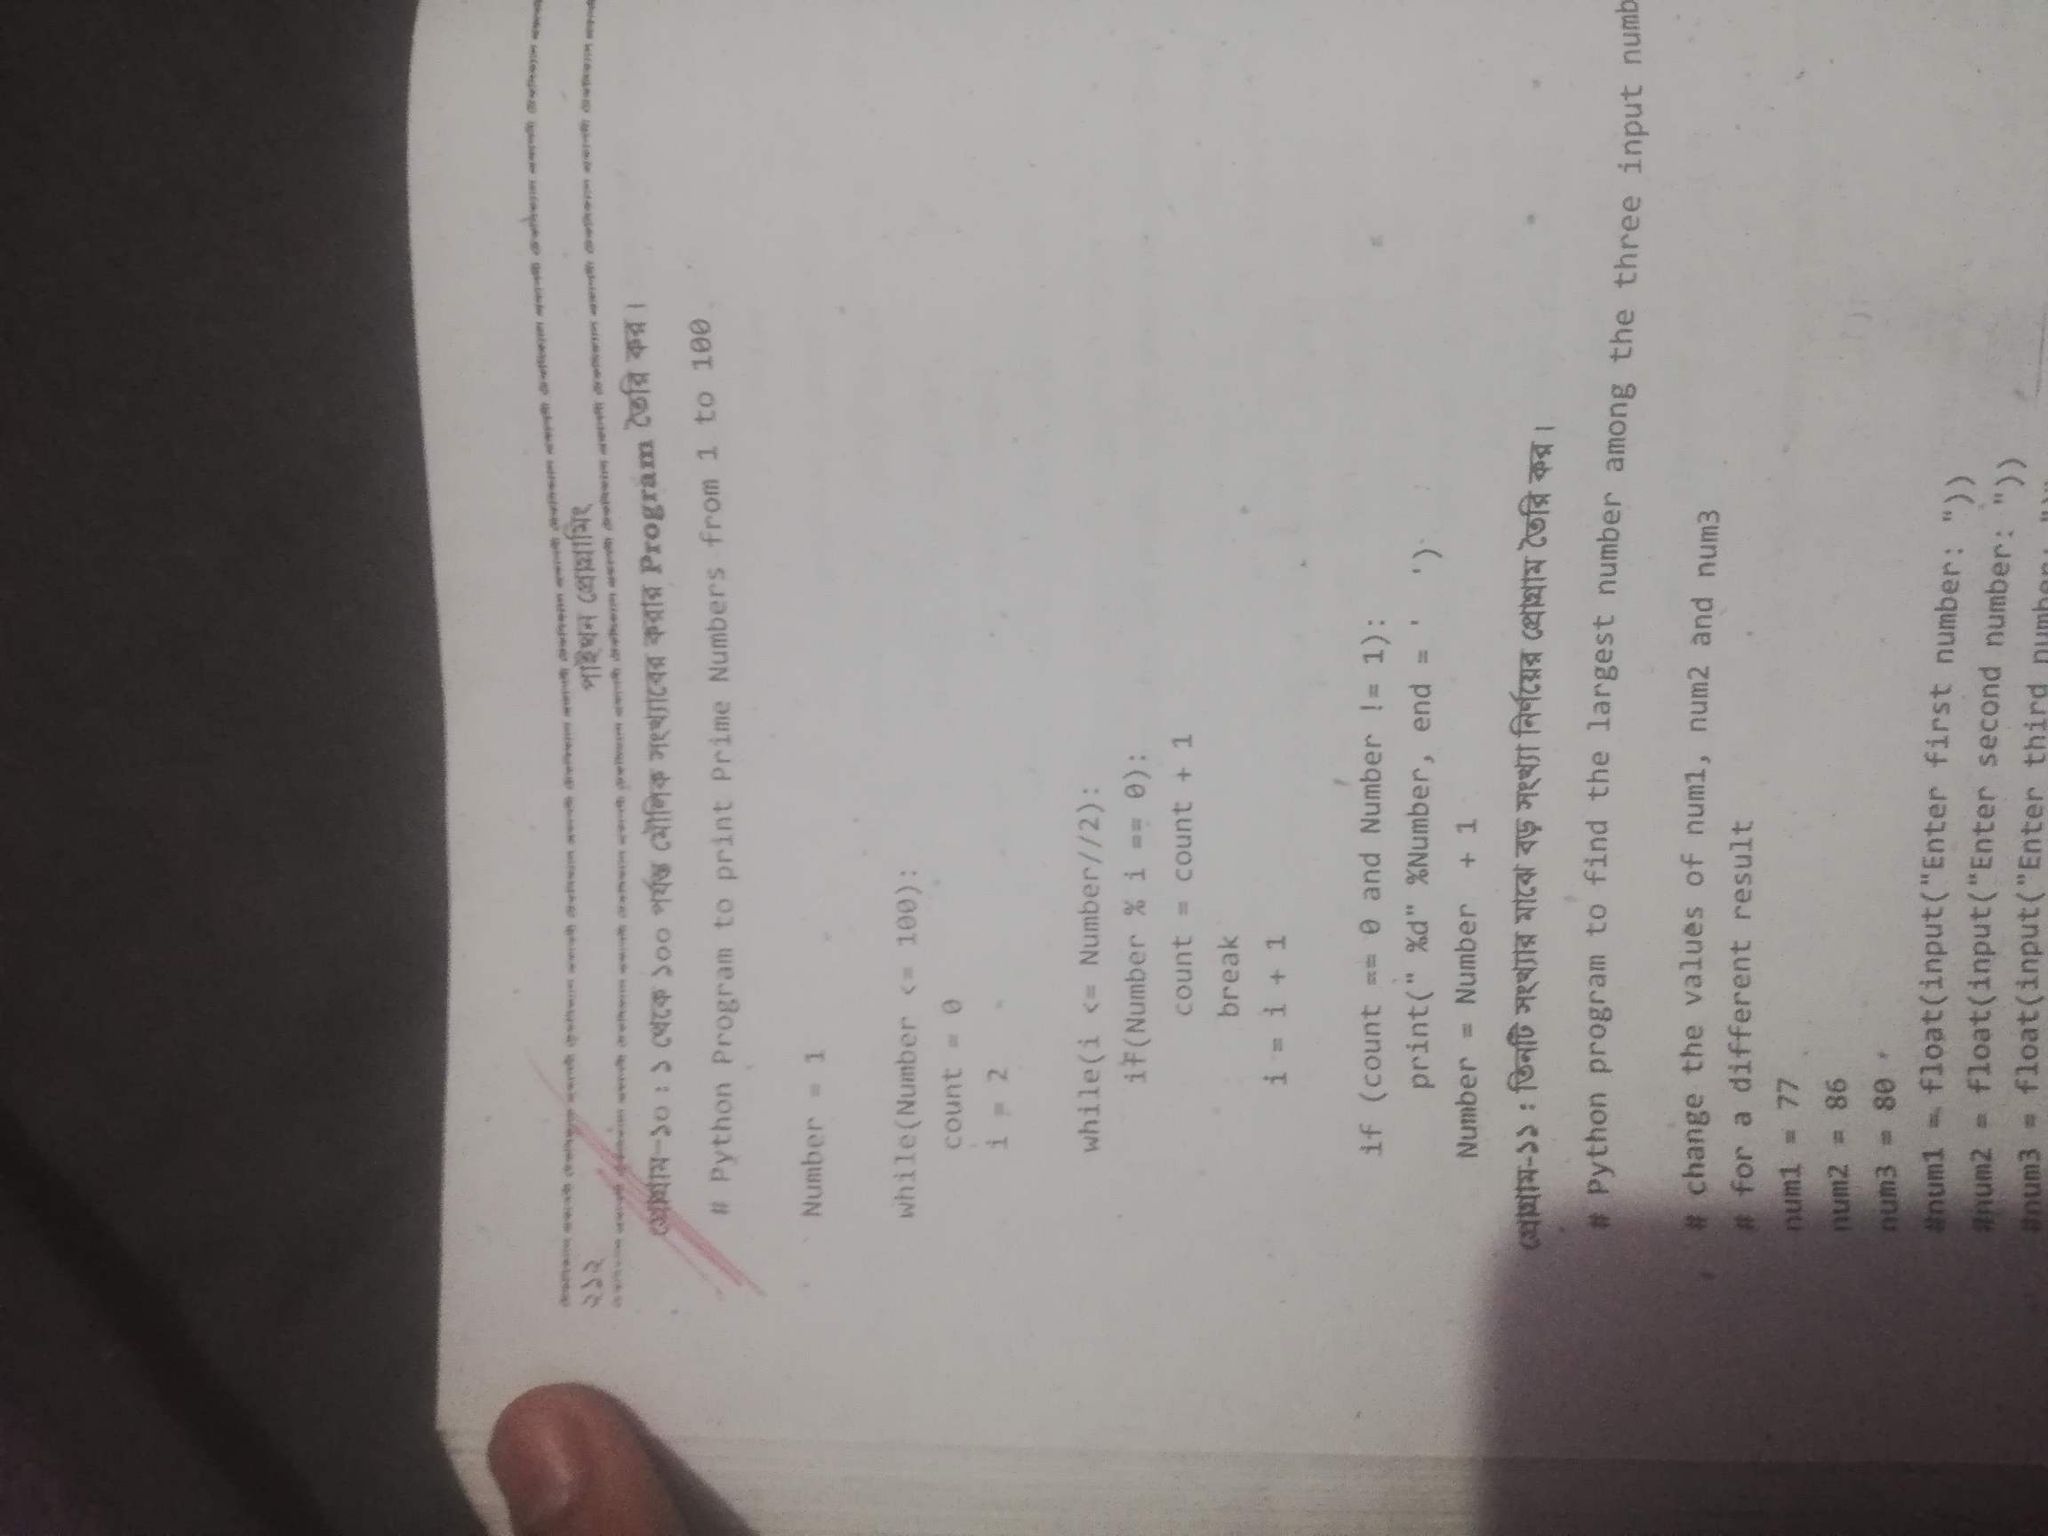 ২১২
পাইথন প্রোগ্রামিং
প্রোগ্রাম-১০ : ১ থেকে ১০০ পর্যন্ত মৌলিক সংখ্যাবের করার Program তৈরি কর।
# Python Program to print Prime Numbers from 1 to 100
Number = 1
while(Number <= 100):
count = 0
i = 2
while(i <= Number//2):
if(Number % i == 0):
count = count + 1
break
i = i + 1
if (count == 0 and Number != 1):
print(" %d" %Number, end = '  ')
Number = Number  + 1
প্রোগ্রাম-১১ : তিনটি সংখ্যার মাঝে বড় সংখ্যা নির্ণয়ের প্রোগ্রাম তৈরি কর।
# Python program to find the largest number among the three input numb
# change the values of num1, num2 and num3
# for a different result
num1 = 77
num2 = 86
num3 = 80
#num1 = float(input("Enter first number: "))
#num2 = float(input("Enter second number: "))
#num3 = float(input("Enter third number: "